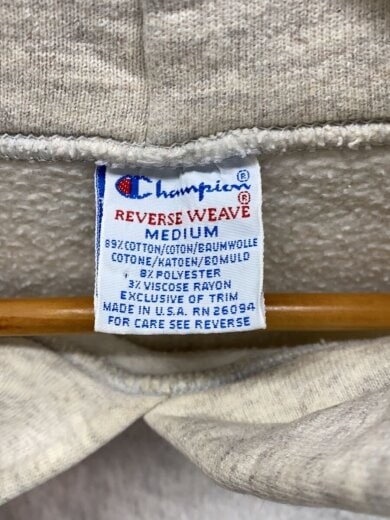 Champion®
REVERSE WEAVE®
MEDIUM
89% COTTON/COTON/BAUMWOLLE
COTONE/KATOEN/BOMULD
8% POLYESTER
3% VISCOSE RAYON
EXCLUSIVE OF TRIM
MADE IN U.S.A. RN 26094
FOR CARE SEE REVERSE